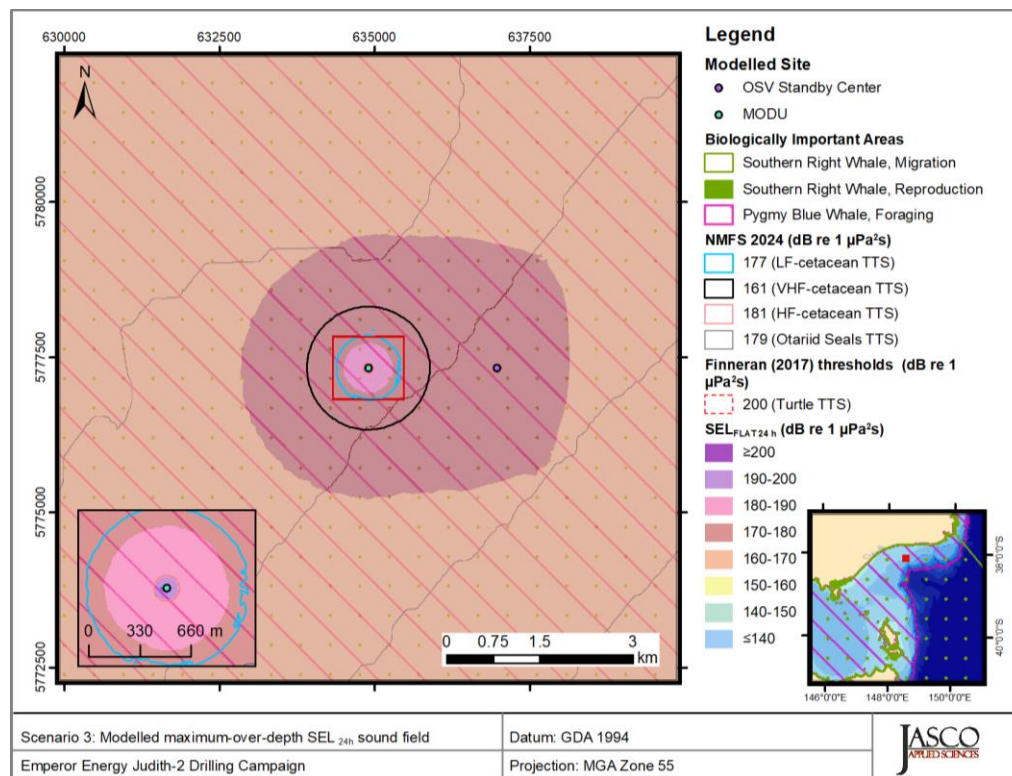 630000 632500 635000 637500
5780000
5777500
5775000
5772500
N
0 330 660 m
0 0.75 1.5 3
km
Legend
Modelled Site
OSV Standby Center
MODU
Biologically Important Areas
Southern Right Whale, Migration
Southern Right Whale, Reproduction
Pygmy Blue Whale, Foraging
NMFS 2024 (dB re 1 µPa²s)
177 (LF-cetacean TTS)
161 (VHF-cetacean TTS)
181 (HF-cetacean TTS)
179 (Otariid Seals TTS)
Finneran (2017) thresholds (dB re 1
µPa²s)
200 (Turtle TTS)
SEL FLAT 24 h (dB re 1 µPa²s)
≥200
190-200
180-190
170-180
160-170
150-160
140-150
≤140
38°0'0"S
40°0'0"S
146°0'0"E 148°0'0"E 150°0'0"E
Scenario 3: Modelled maximum-over-depth SEL 24h sound field
Datum: GDA 1994
Emperor Energy Judith-2 Drilling Campaign
Projection: MGA Zone 55
JASCO
APPLIED SCIENCES